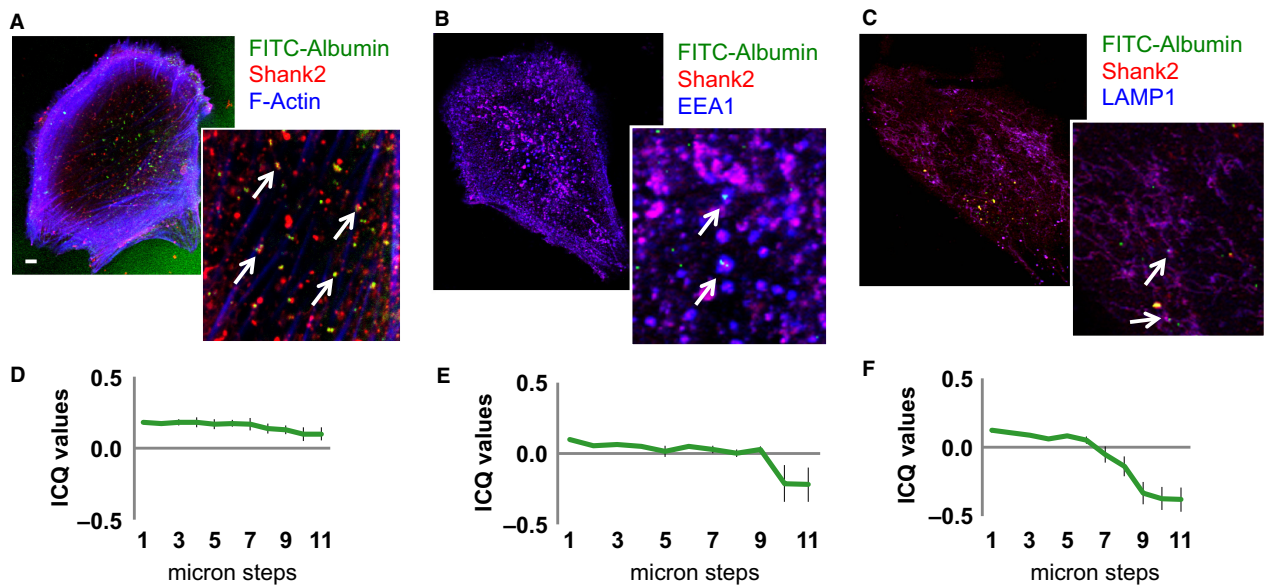 A
FITC-Albumin
Shank2
F-Actin
B
FITC-Albumin
Shank2
EEA1
C
FITC-Albumin
Shank2
LAMP1
D
ICQ values
0.5
0.0
–0.5
1 3 5 7 9 11
micron steps
E
ICQ values
0.5
0.0
–0.5
1 3 5 7 9 11
micron steps
F
ICQ values
0.5
0.0
–0.5
1 3 5 7 9 11
micron steps